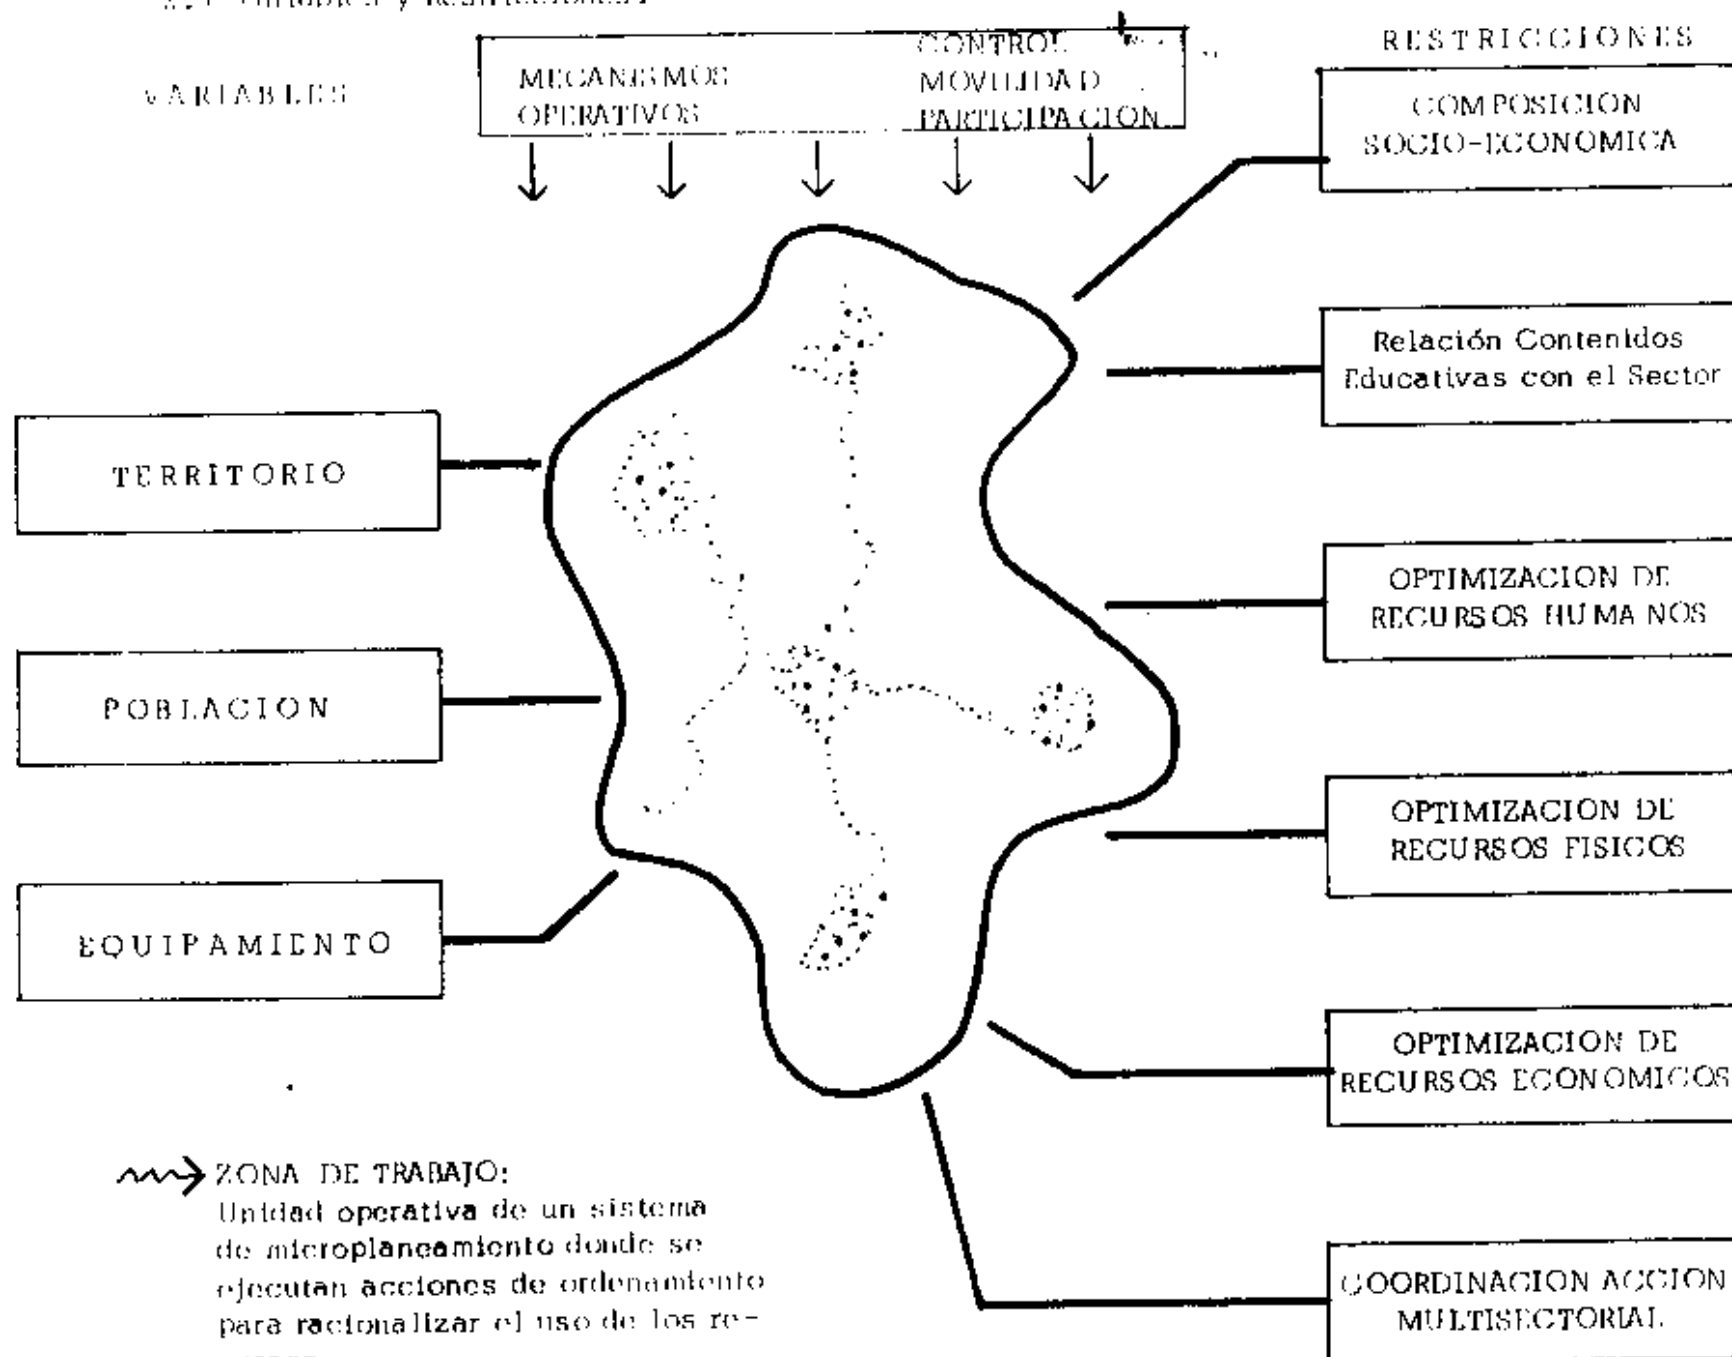 Variables y Restricciones
VARIABLES
MECANISMOS
OPERATIVOS
CONTROL
MOVILIDAD
PARTICIPACION
RESTRICCIONES
COMPOSICION
SOCIO-ECONOMICA
Relación Contenidos
Educativas con el Sector
TERRITORIO
OPTIMIZACION DE
RECURSOS HUMANOS
POBLACION
OPTIMIZACION DE
RECURSOS FISICOS
EQUIPAMIENTO
OPTIMIZACION DE
RECURSOS ECONOMICOS
ZONA DE TRABAJO:
Unidad operativa de un sistema
de microplaneamiento donde se
ejecutan acciones de ordenamiento
para racionalizar el uso de los re-
COORDINACION ACCION
MULTISECTORIAL